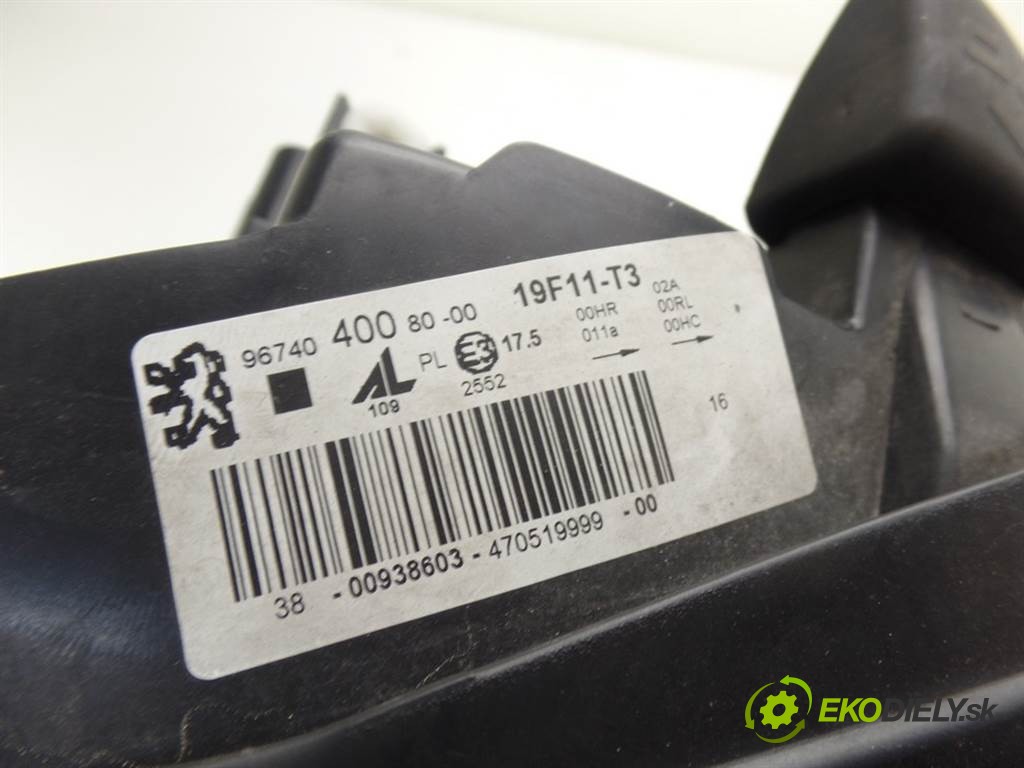 96740 400 80-00 19F11-T3 02A
AL PL E3 17.5 00HR 00RL
109 2552 011a 00HC
16
38 - 00938603 - 470519999 - 00
EKODIELY.sk